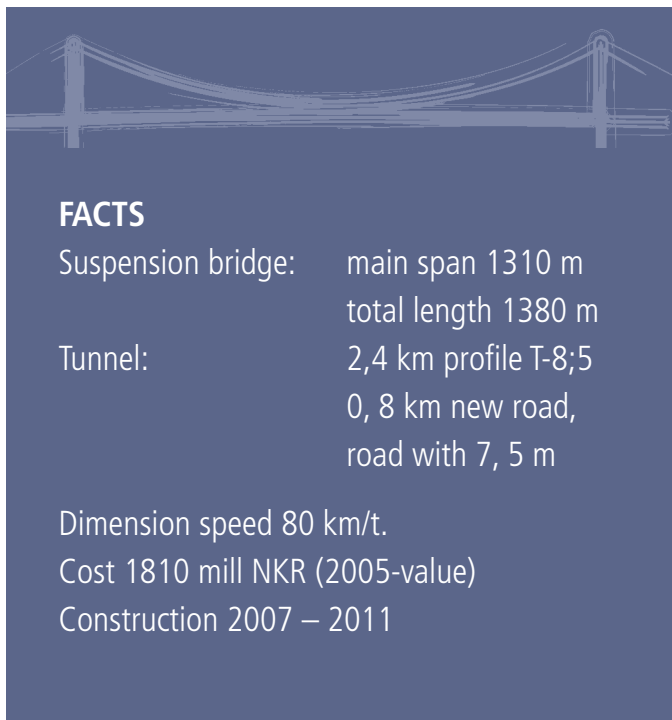 FACTS
Suspension bridge: main span 1310 m
total length 1380 m
Tunnel: 2,4 km profile T-8;5
0, 8 km new road,
road with 7, 5 m
Dimension speed 80 km/t.
Cost 1810 mill NKR (2005-value)
Construction 2007 – 2011